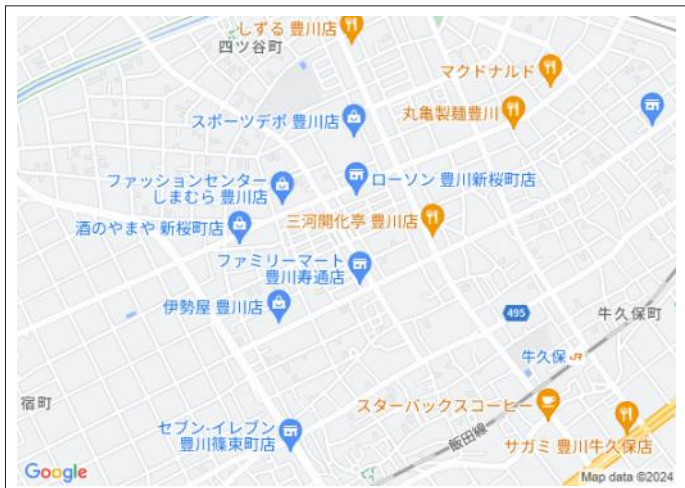 しずる 豊川店
四ツ谷町
マクドナルド
スポーツデポ 豊川店
丸亀製麺豊川
ファッションセンター
しまむら 豊川店
ローソン 豊川新桜町店
酒のやまや 新桜町店
三河開化亭 豊川店
ファミリーマート
豊川寿通店
伊勢屋 豊川店
495
牛久保町
牛久保
JR
宿町
スターバックスコーヒー
セブン-イレブン
豊川篠束町店
飯田線
サガミ 豊川牛久保店
Google
Map data ©2024